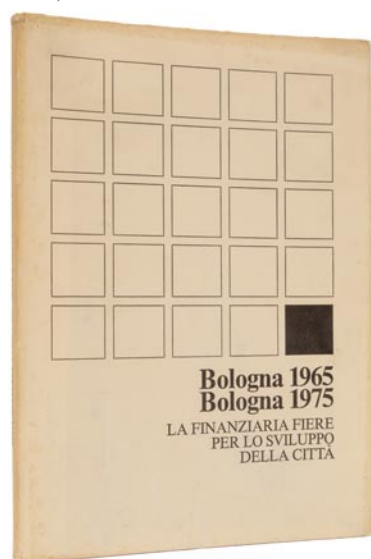 Bologna 1965
Bologna 1975
LA FINANZIARIA FIERE
PER LO SVILUPPO
DELLA CITTÀ